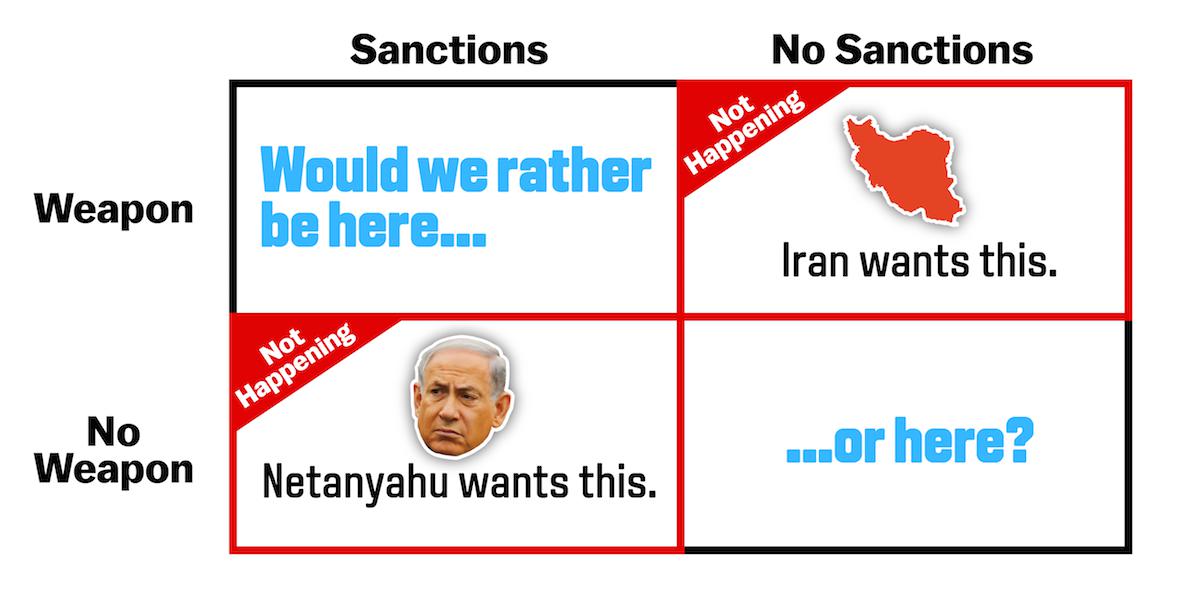 Sanctions
No Sanctions
Weapon
Would we rather
be here...
Not
Happening
Iran wants this.
No
Weapon
Not
Happening
Netanyahu wants this.
...or here?